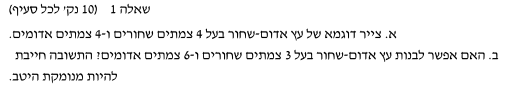 שאלה 1 (10 נק' לכל סעיף)
א. צייר דוגמא של עץ אדום-שחור בעל 4 צמתים שחורים ו-4 צמתים אדומים.
ב. האם אפשר לבנות עץ אדום-שחור בעל 3 צמתים שחורים ו-6 צמתים אדומים? התשובה חייבת
להיות מנומקת היטב.